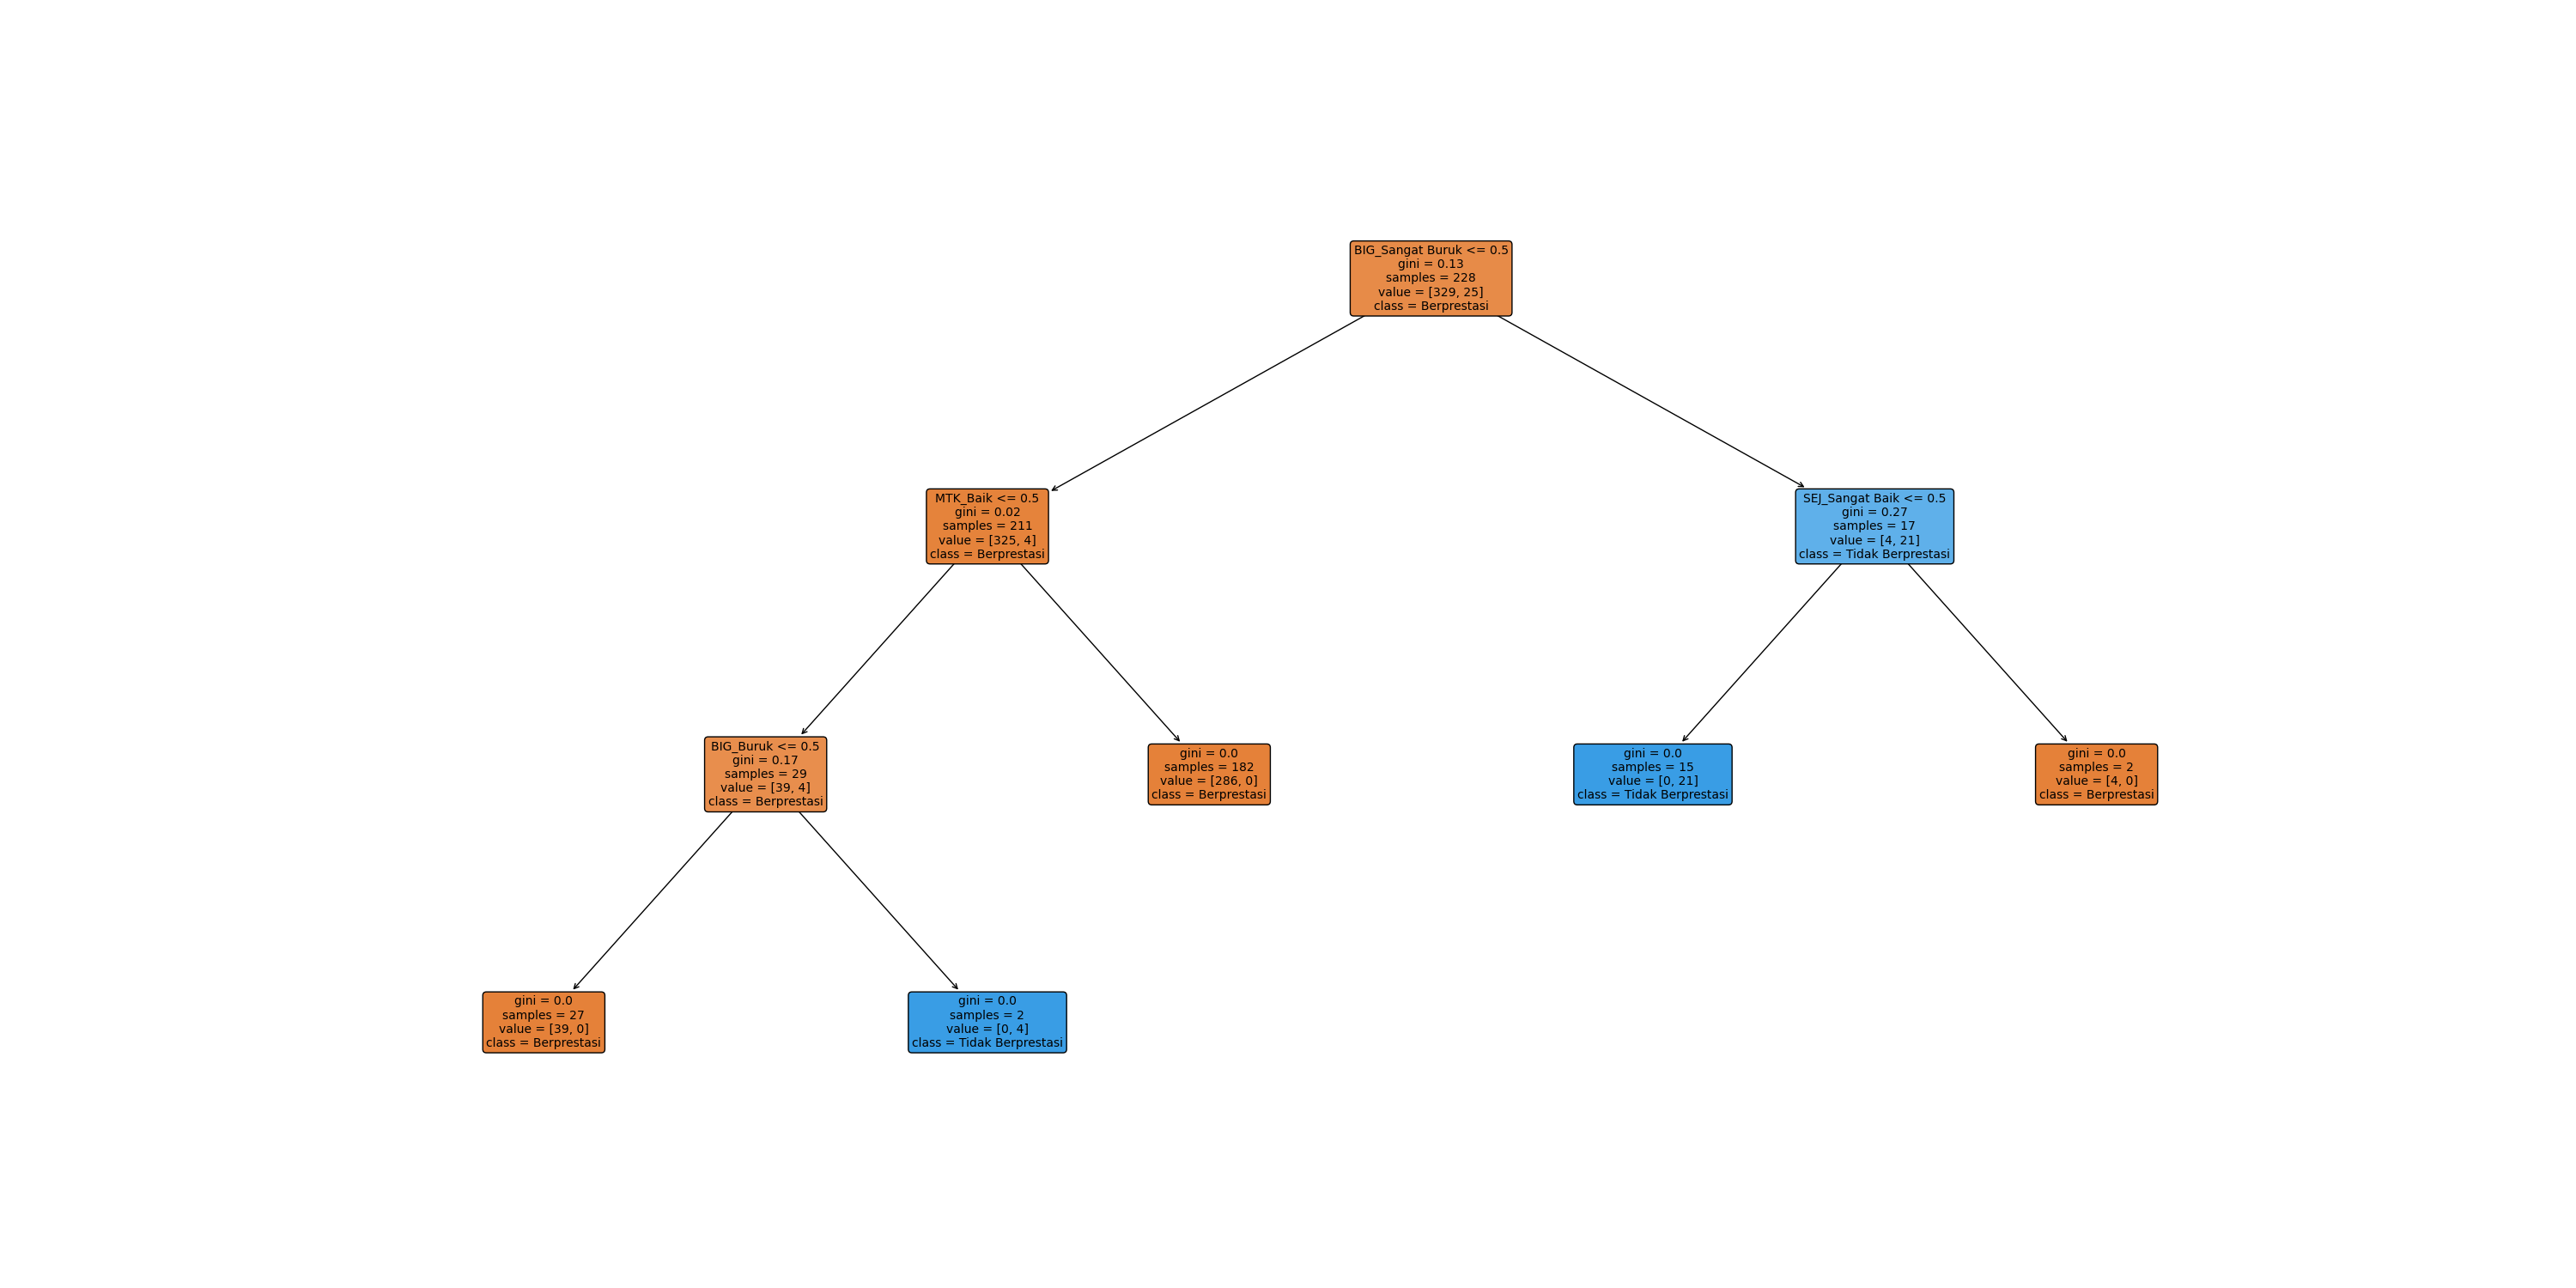 BIG_Sangat Buruk <= 0.5
gini = 0.13
samples = 228
value = [329, 25]
class = Berprestasi
MTK_Baik <= 0.5
gini = 0.02
samples = 211
value = [325, 4]
class = Berprestasi
SEJ_Sangat Baik <= 0.5
gini = 0.27
samples = 17
value = [4, 21]
class = Tidak Berprestasi
BIG_Buruk <= 0.5
gini = 0.17
samples = 29
value = [39, 4]
class = Berprestasi
gini = 0.0
samples = 182
value = [286, 0]
class = Berprestasi
gini = 0.0
samples = 15
value = [0, 21]
class = Tidak Berprestasi
gini = 0.0
samples = 2
value = [4, 0]
class = Berprestasi
gini = 0.0
samples = 27
value = [39, 0]
class = Berprestasi
gini = 0.0
samples = 2
value = [0, 4]
class = Tidak Berprestasi